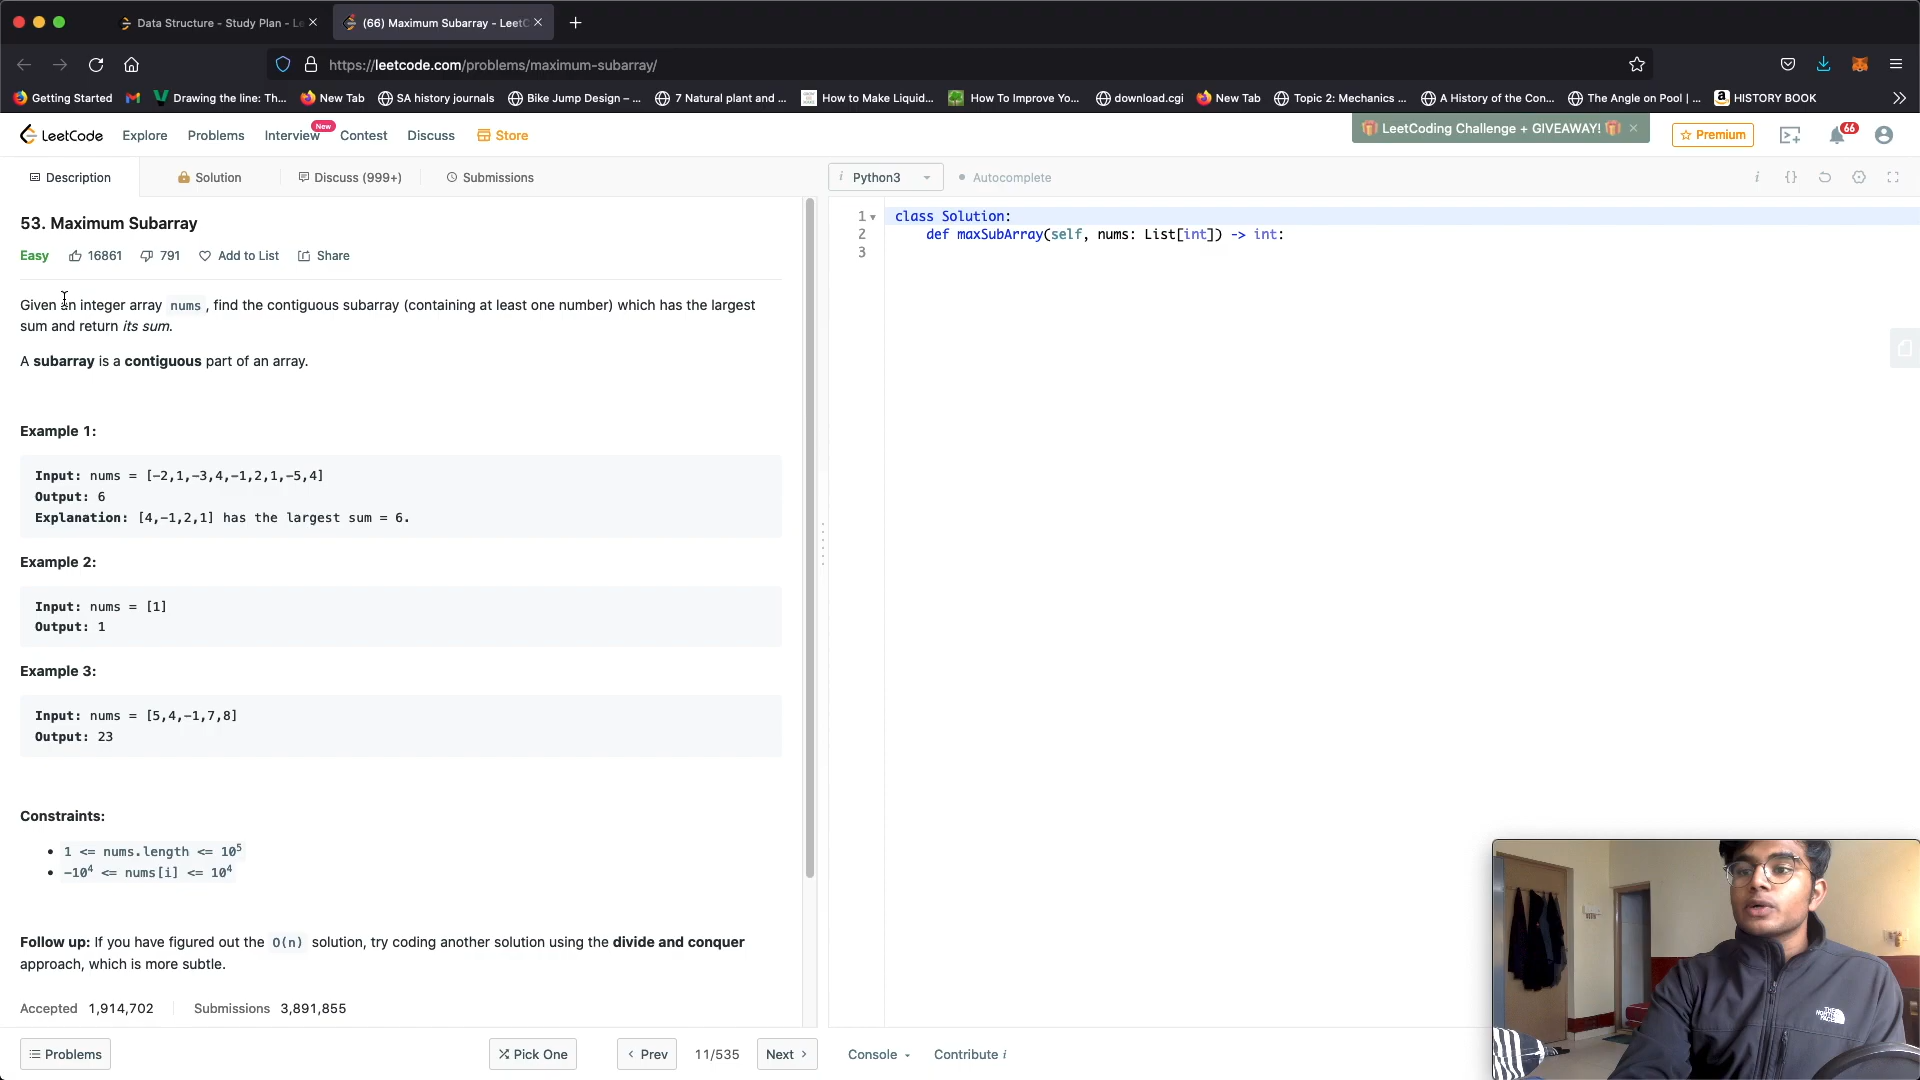 Data Structure - Study Plan - Le
(66) Maximum Subarray - LeetC
https://leetcode.com/problems/maximum-subarray/
Getting Started
Drawing the line: Th...
New Tab
SA history journals
Bike Jump Design – ...
7 Natural plant and ...
How to Make Liquid...
How To Improve Yo...
download.cgi
New Tab
Topic 2: Mechanics ...
A History of the Con...
The Angle on Pool | ...
HISTORY BOOK
LeetCode
Explore
Problems
Interview
New
Contest
Discuss
Store
LeetCoding Challenge + GIVEAWAY!
Premium
66
Description
Solution
Discuss (999+)
Submissions
Python3
Autocomplete
53. Maximum Subarray
Easy
16861
791
Add to List
Share
Given an integer array nums, find the contiguous subarray (containing at least one number) which has the largest
sum and return its sum.
A subarray is a contiguous part of an array.
Example 1:
Input: nums = [-2,1,-3,4,-1,2,1,-5,4]
Output: 6
Explanation: [4,-1,2,1] has the largest sum = 6.
Example 2:
Input: nums = [1]
Output: 1
Example 3:
Input: nums = [5,4,-1,7,8]
Output: 23
Constraints:
• 1 <= nums.length <= 10⁵
• -10⁴ <= nums[i] <= 10⁴
Follow up: If you have figured out the O(n) solution, try coding another solution using the divide and conquer
approach, which is more subtle.
Accepted 1,914,702
Submissions 3,891,855
Problems
Pick One
Prev
11/535
Next
Console
Contribute i
1 class Solution:
2 def maxSubArray(self, nums: List[int]) -> int:
3
THE NORTH FACE